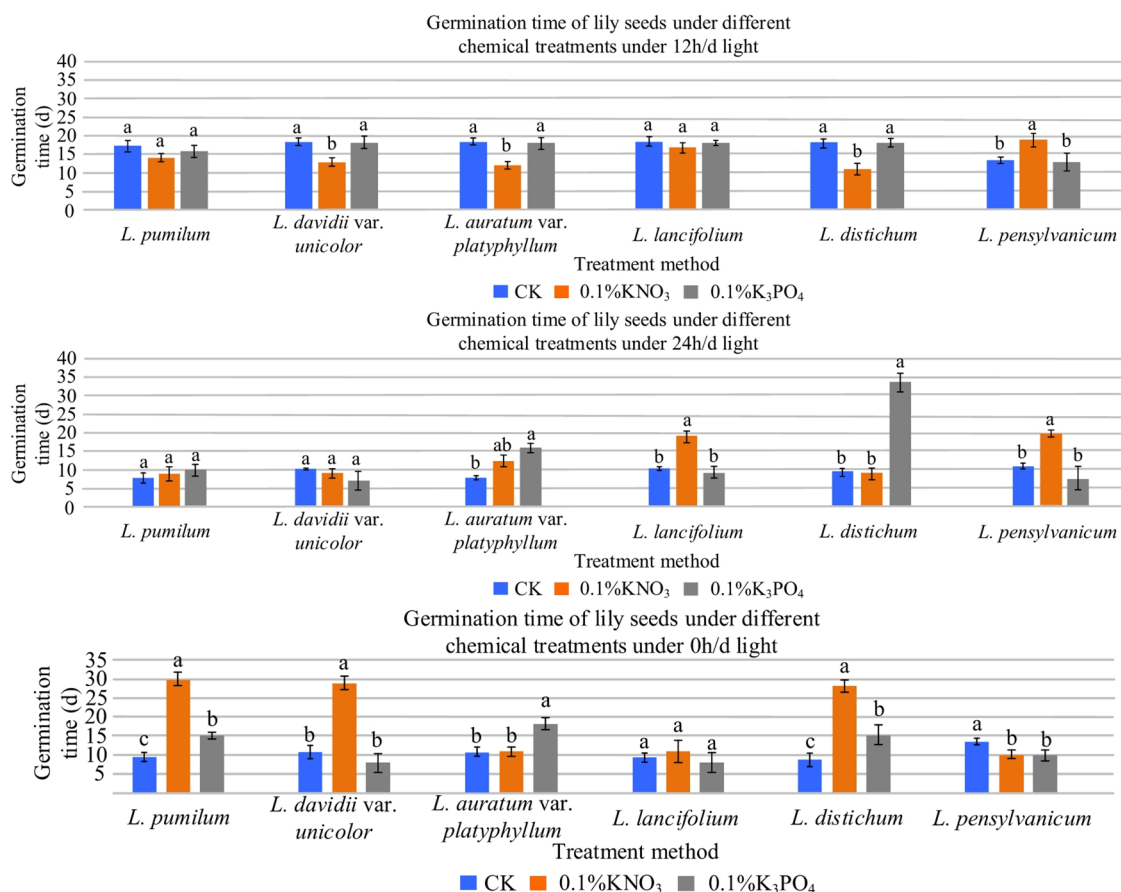 Germination time of lily seeds under different
chemical treatments under 12h/d light
Germination
time (d)
40
35
30
25
20
15
10
5
0
a a a
a b a
a b a
a a a
a b a
b a b
L. pumilum
L. davidii var.
unicolor
L. auratum var.
platyphyllum
L. lancifolium
L. distichum
L. pensylvanicum
Treatment method
CK 0.1%KNO₃ 0.1%K₃PO₄
Germination time of lily seeds under different
chemical treatments under 24h/d light
Germination
time (d)
40
35
30
25
20
15
10
5
0
a a a
a a a
b ab a
b a b
b b a
b a b
L. pumilum
L. davidii var.
unicolor
L. auratum var.
platyphyllum
L. lancifolium
L. distichum
L. pensylvanicum
Treatment method
CK 0.1%KNO₃ 0.1%K₃PO₄
Germination time of lily seeds under different
chemical treatments under 0h/d light
Germination
time (d)
35
30
25
20
15
10
5
c a b
b a b
b b a
a a a
c a b
a b b
L. pumilum
L. davidii var.
unicolor
L. auratum var.
platyphyllum
L. lancifolium
L. distichum
L. pensylvanicum
Treatment method
CK 0.1%KNO₃ 0.1%K₃PO₄